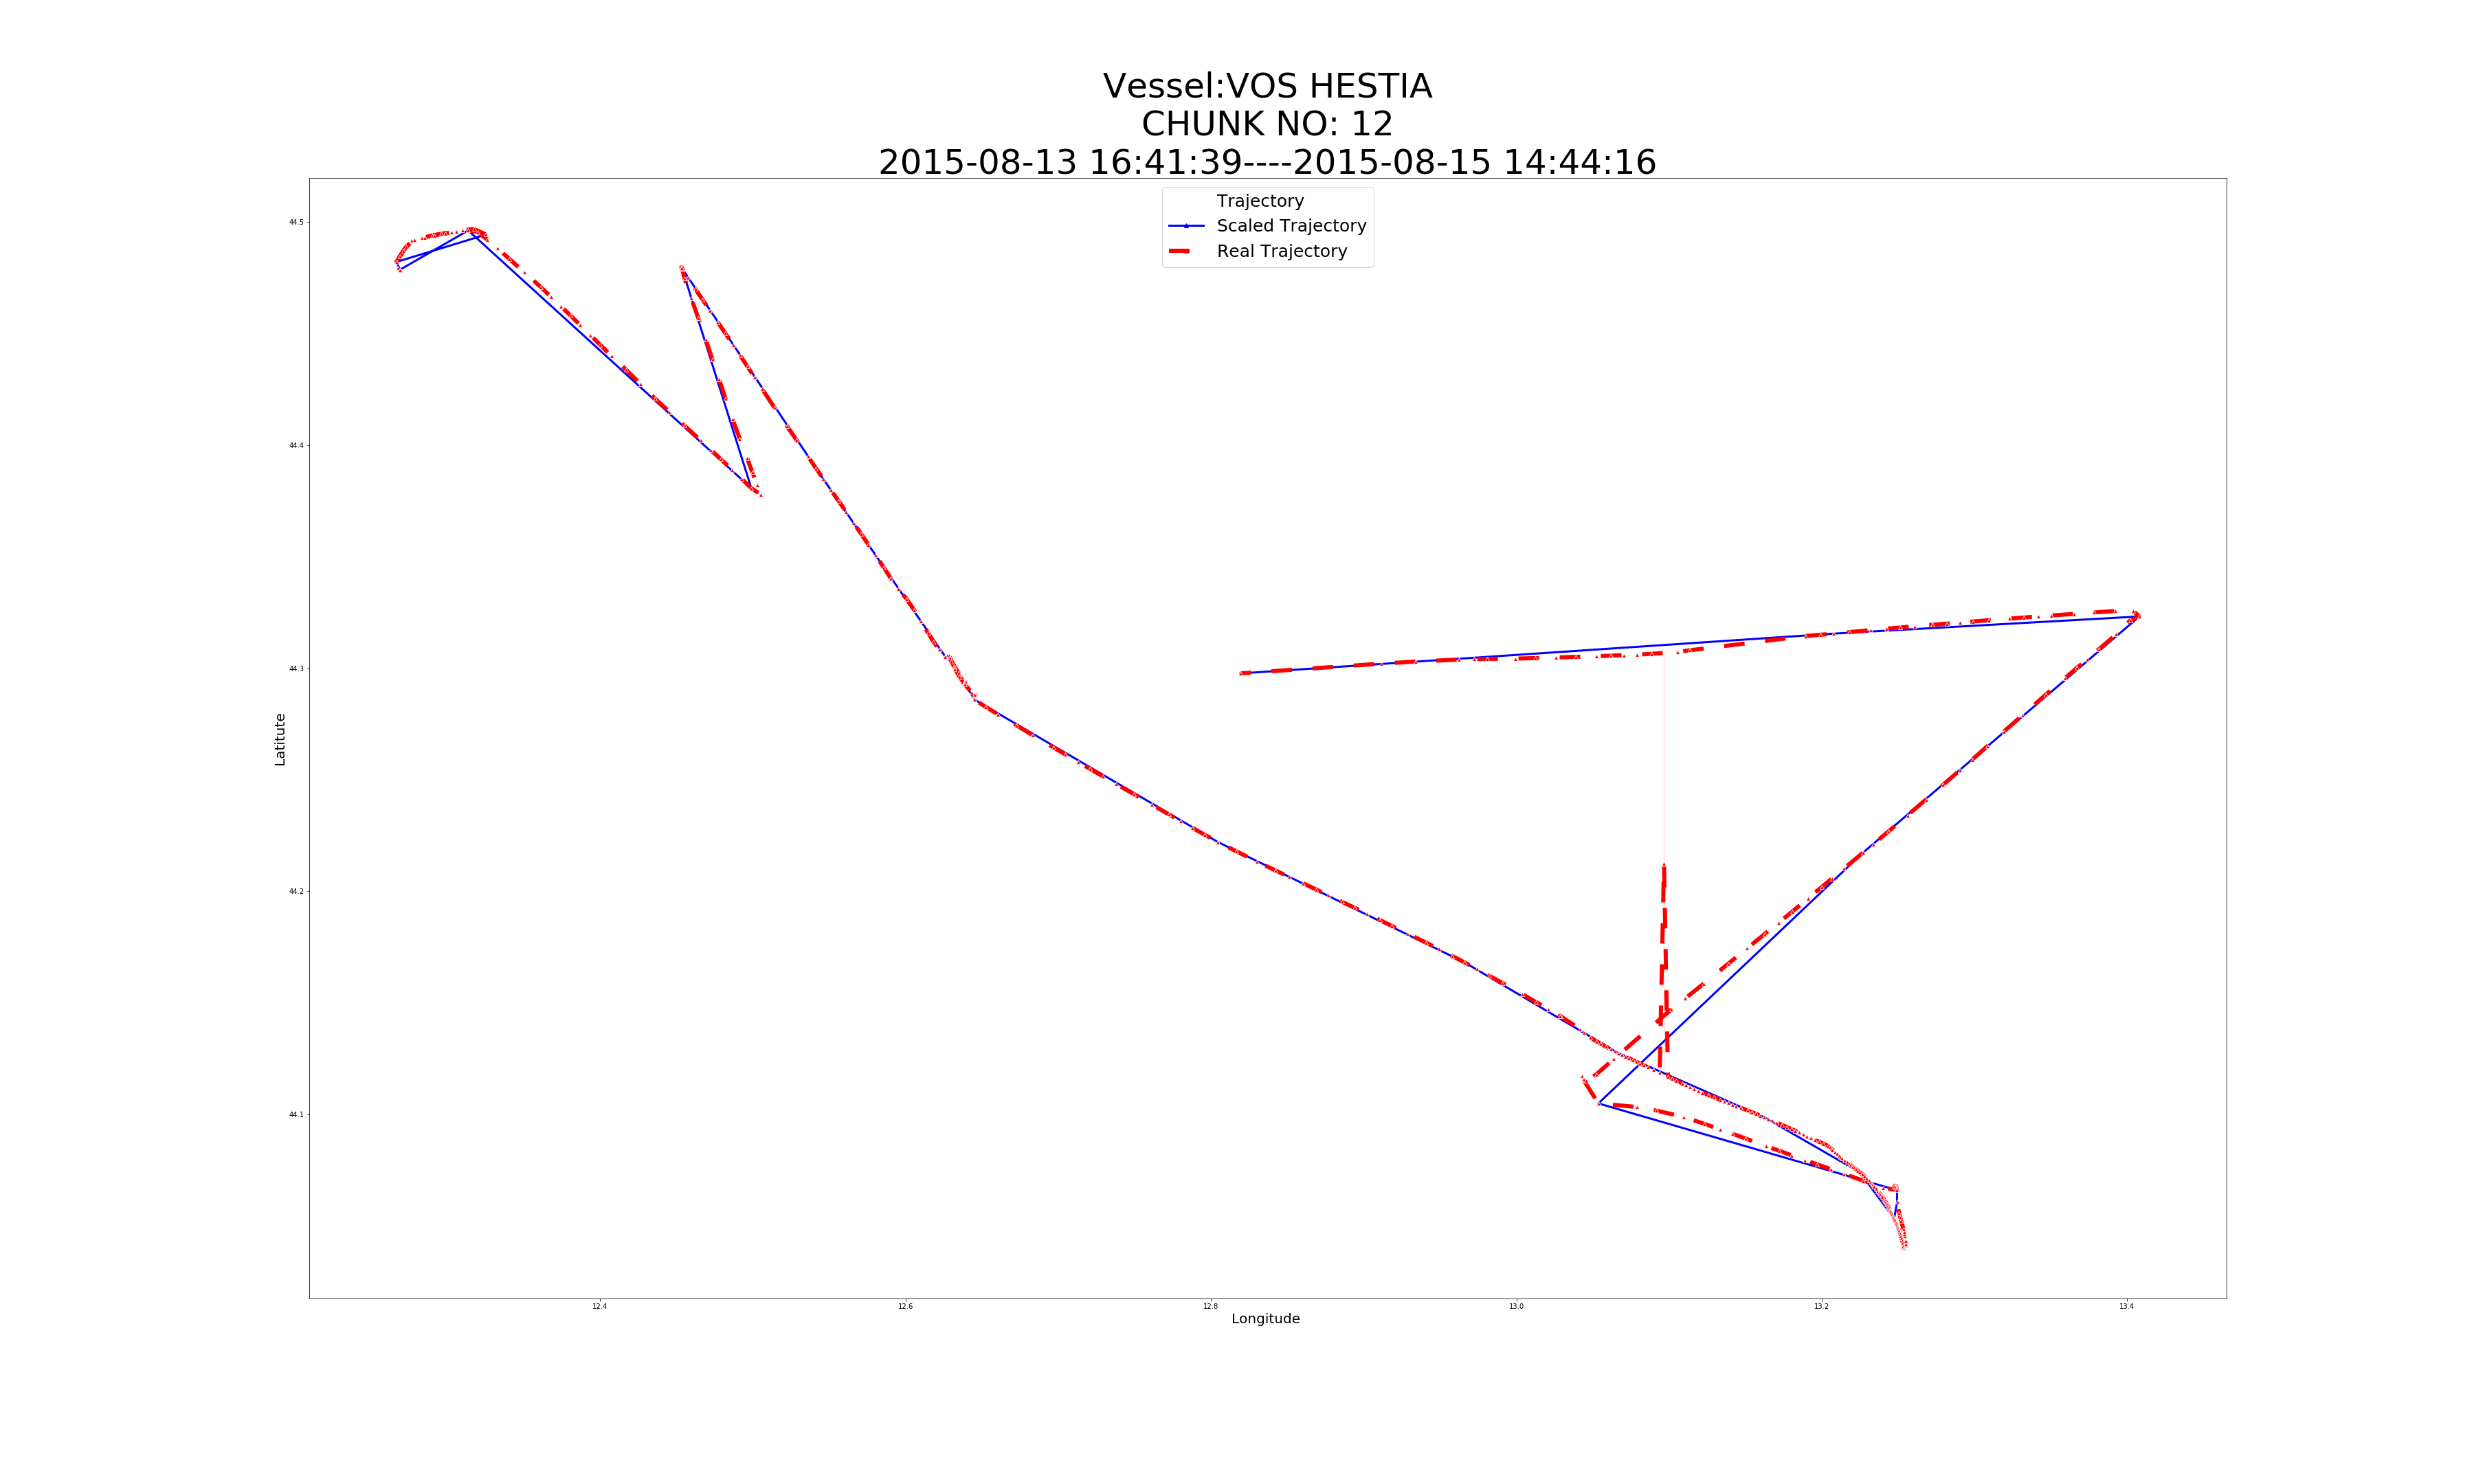 Vessel:VOS HESTIA
CHUNK NO: 12
2015-08-13 16:41:39----2015-08-15 14:44:16
Trajectory
Scaled Trajectory
Real Trajectory
44.5
44.4
44.3
44.2
44.1
Latitute
12.4
12.6
12.8
13.0
13.2
13.4
Longitude